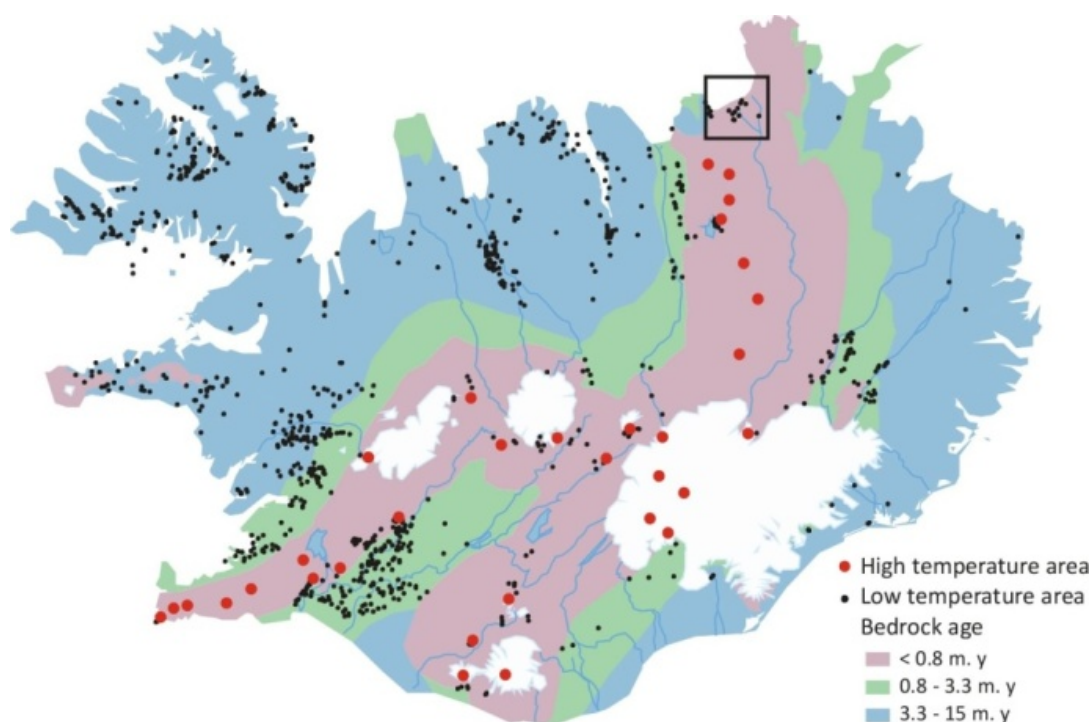 High temperature area
Low temperature area
Bedrock age
< 0.8 m. y
0.8 - 3.3 m. y
3.3 - 15 m. y